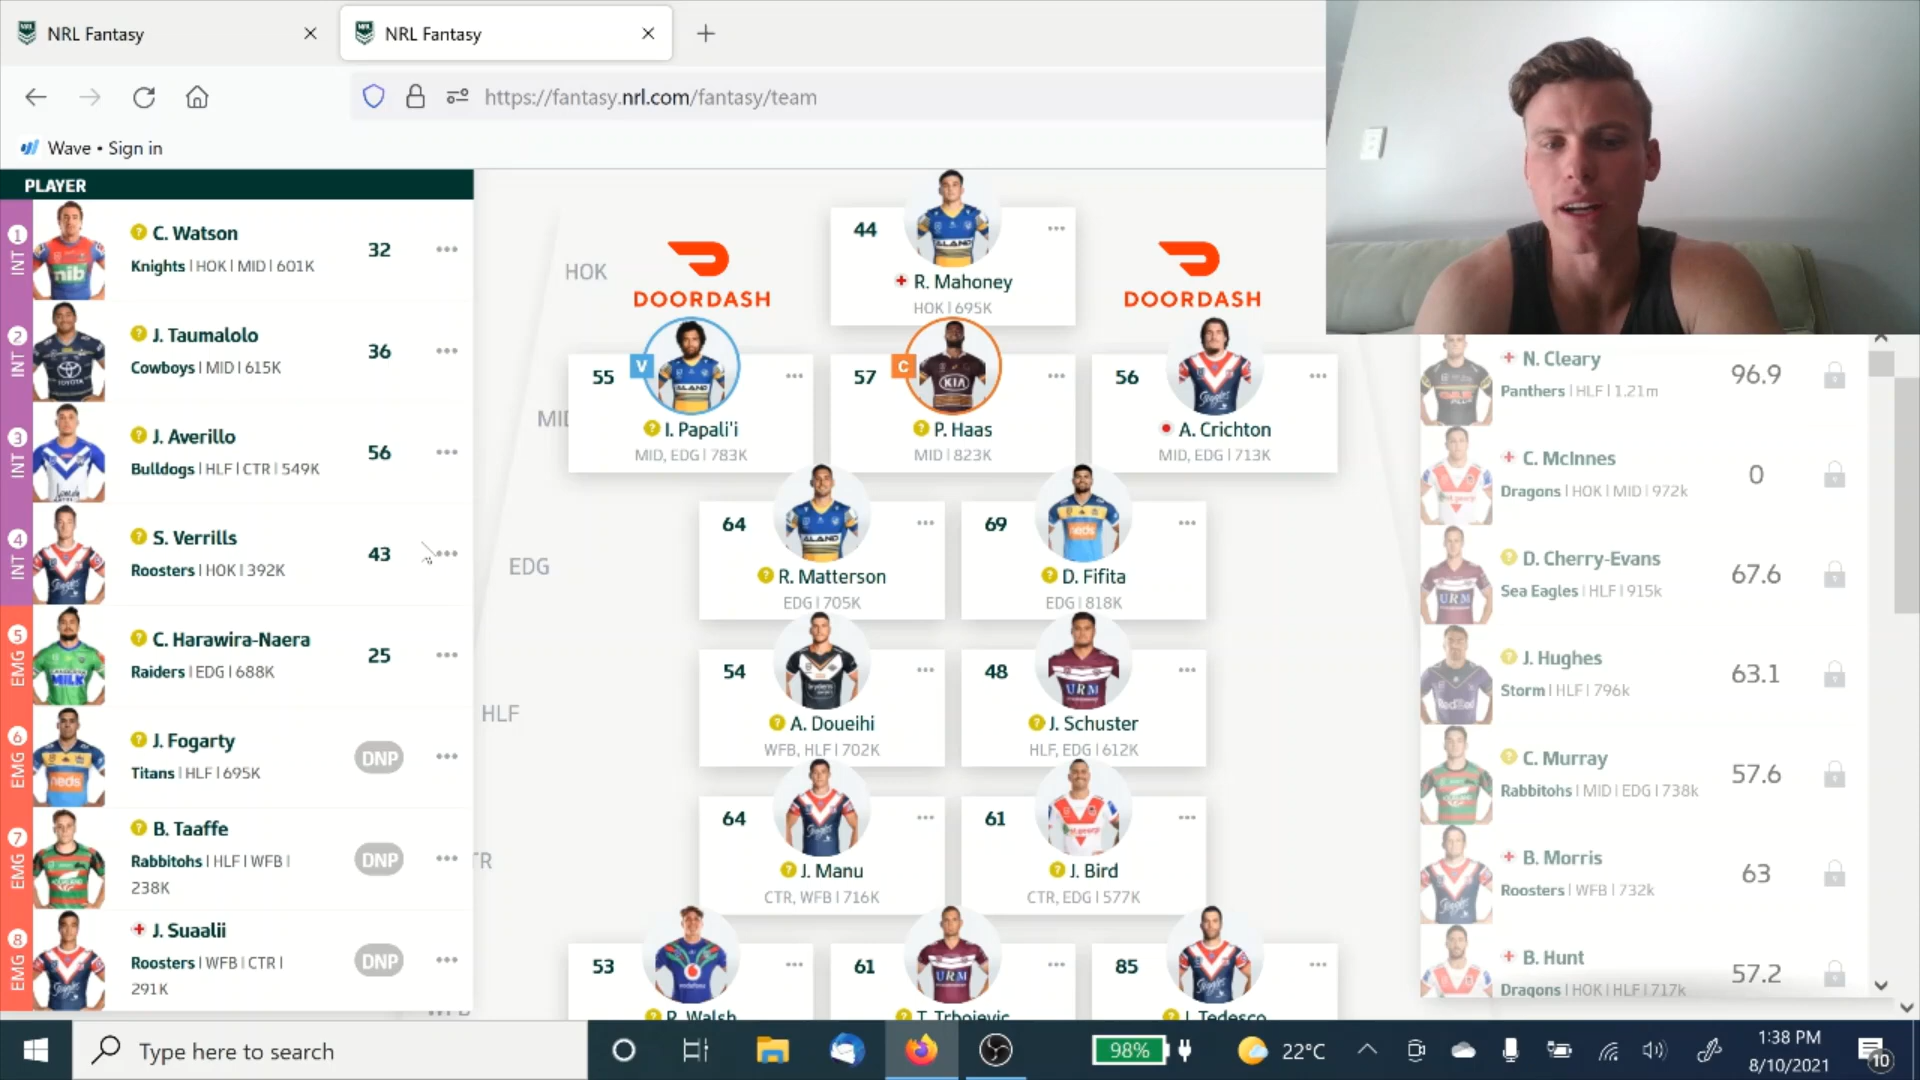 NRL Fantasy
NRL Fantasy
https://fantasy.nrl.com/fantasy/team
Wave • Sign in
PLAYER
INT 1
C. Watson
Knights | HOK | MID | 601K
32
INT 2
J. Taumalolo
Cowboys | MID | 615K
36
INT 3
J. Averillo
Bulldogs | HLF | CTR | 549K
56
INT 4
S. Verrills
Roosters | HOK | 392K
43
EMG 5
C. Harawira-Naera
Raiders | EDG | 688K
25
EMG 6
J. Fogarty
Titans | HLF | 695K
DNP
EMG 7
B. Taaffe
Rabbitohs | HLF | WFB |
238K
DNP
EMG 8
J. Suaalii
Roosters | WFB | CTR |
291K
DNP
HOK
DOORDASH
DOORDASH
44
R. Mahoney
HOK | 695K
55
V
I. Papali'i
MID, EDG | 783K
57
C
KIA
P. Haas
MID | 823K
56
A. Crichton
MID, EDG | 713K
EDG
64
R. Matterson
EDG | 705K
69
neds
D. Fifita
EDG | 818K
HLF
54
A. Doueihi
WFB, HLF | 702K
48
URM
J. Schuster
HLF, EDG | 612K
64
J. Manu
CTR, WFB | 716K
61
J. Bird
CTR, EDG | 577K
53
R. Walsh
61
URM
T. Trbojevic
85
J. Tedesco
N. Cleary
Panthers | HLF | 1.21m
96.9
C. McInnes
Dragons | HOK | MID | 972k
0
D. Cherry-Evans
Sea Eagles | HLF | 915k
67.6
J. Hughes
Storm | HLF | 796k
63.1
C. Murray
Rabbitohs | MID | EDG | 738k
57.6
B. Morris
Roosters | WFB | 732k
63
B. Hunt
Dragons | HOK | HLF | 717k
57.2
Type here to search
98%
22°C
1:38 PM
8/10/2021
10